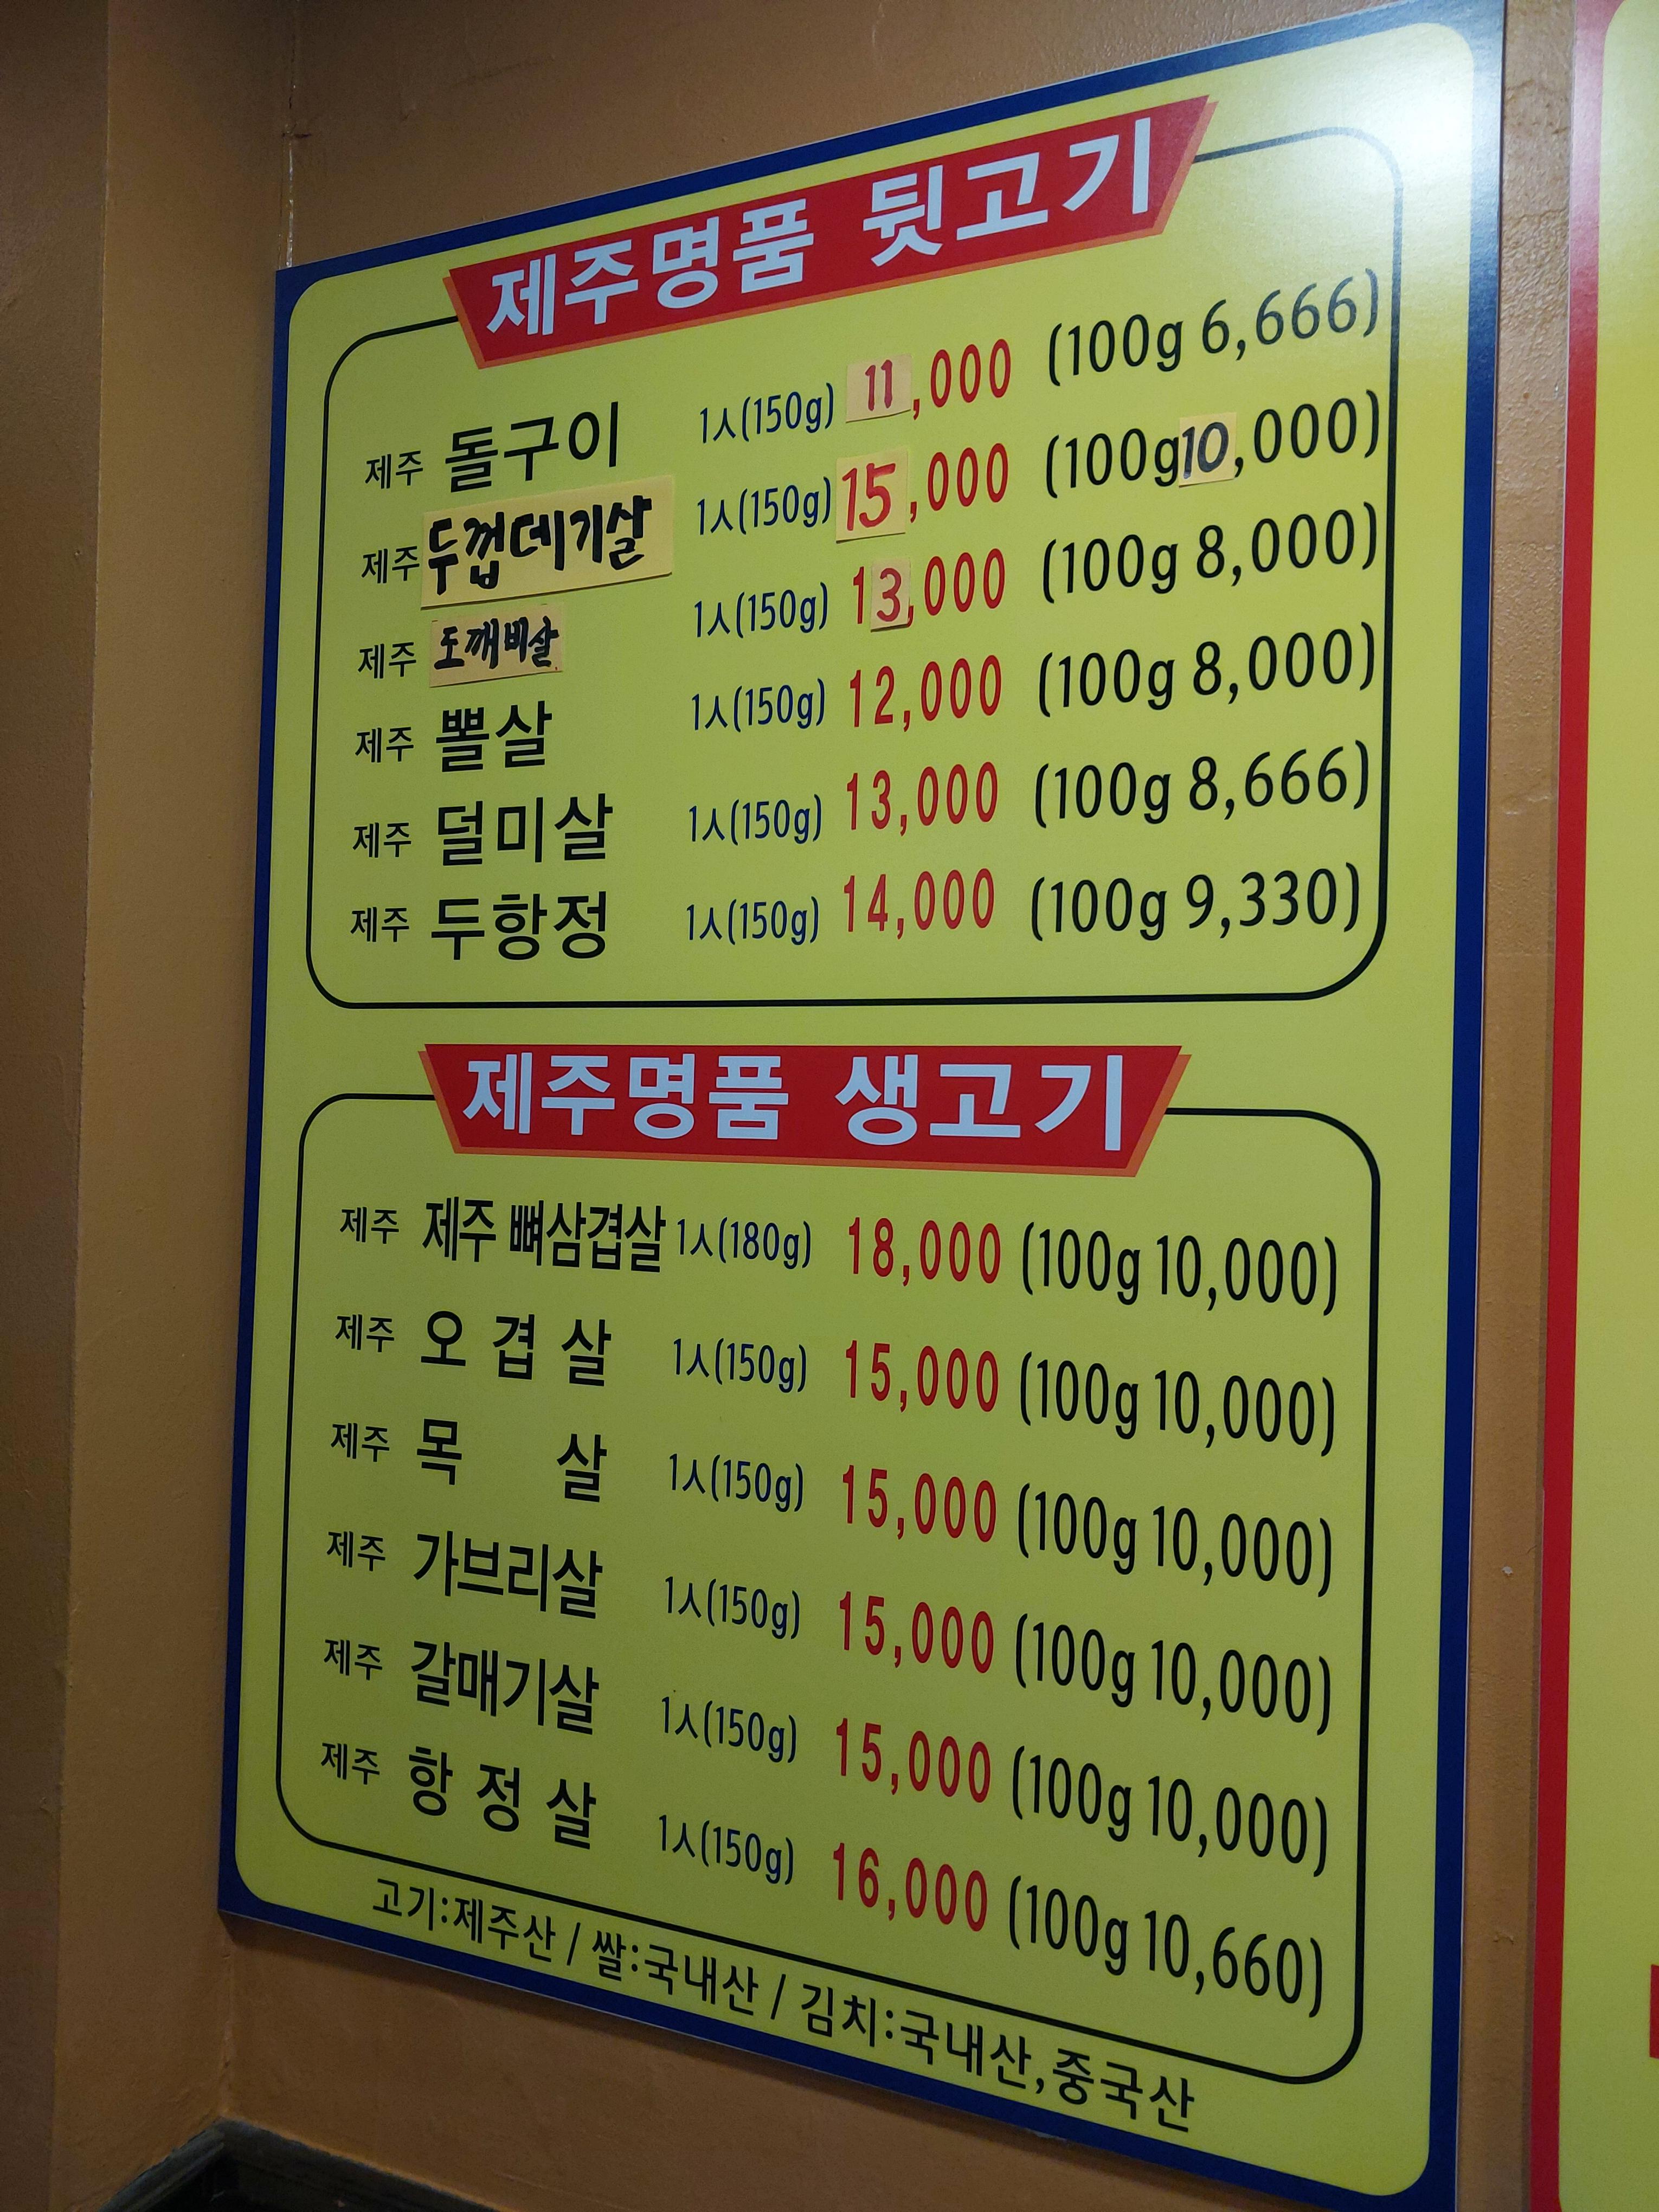 제주명품 뒷고기
제주 돌구이 1人(150g) 11,000 (100g 6,666)
제주 두껍데기살 1人(150g) 15,000 (100g 10,000)
제주 도깨비살 1人(150g) 13,000 (100g 8,000)
제주 뽈살 1人(150g) 12,000 (100g 8,000)
제주 덜미살 1人(150g) 13,000 (100g 8,666)
제주 두항정 1人(150g) 14,000 (100g 9,330)
제주명품 생고기
제주 제주 뼈삼겹살 1人(180g) 18,000 (100g 10,000)
제주 오겹살 1人(150g) 15,000 (100g 10,000)
제주 목살 1人(150g) 15,000 (100g 10,000)
제주 가브리살 1人(150g) 15,000 (100g 10,000)
제주 갈매기살 1人(150g) 15,000 (100g 10,000)
제주 항정살 1人(150g) 16,000 (100g 10,660)
고기:제주산 / 쌀:국내산 / 김치:국내산,중국산